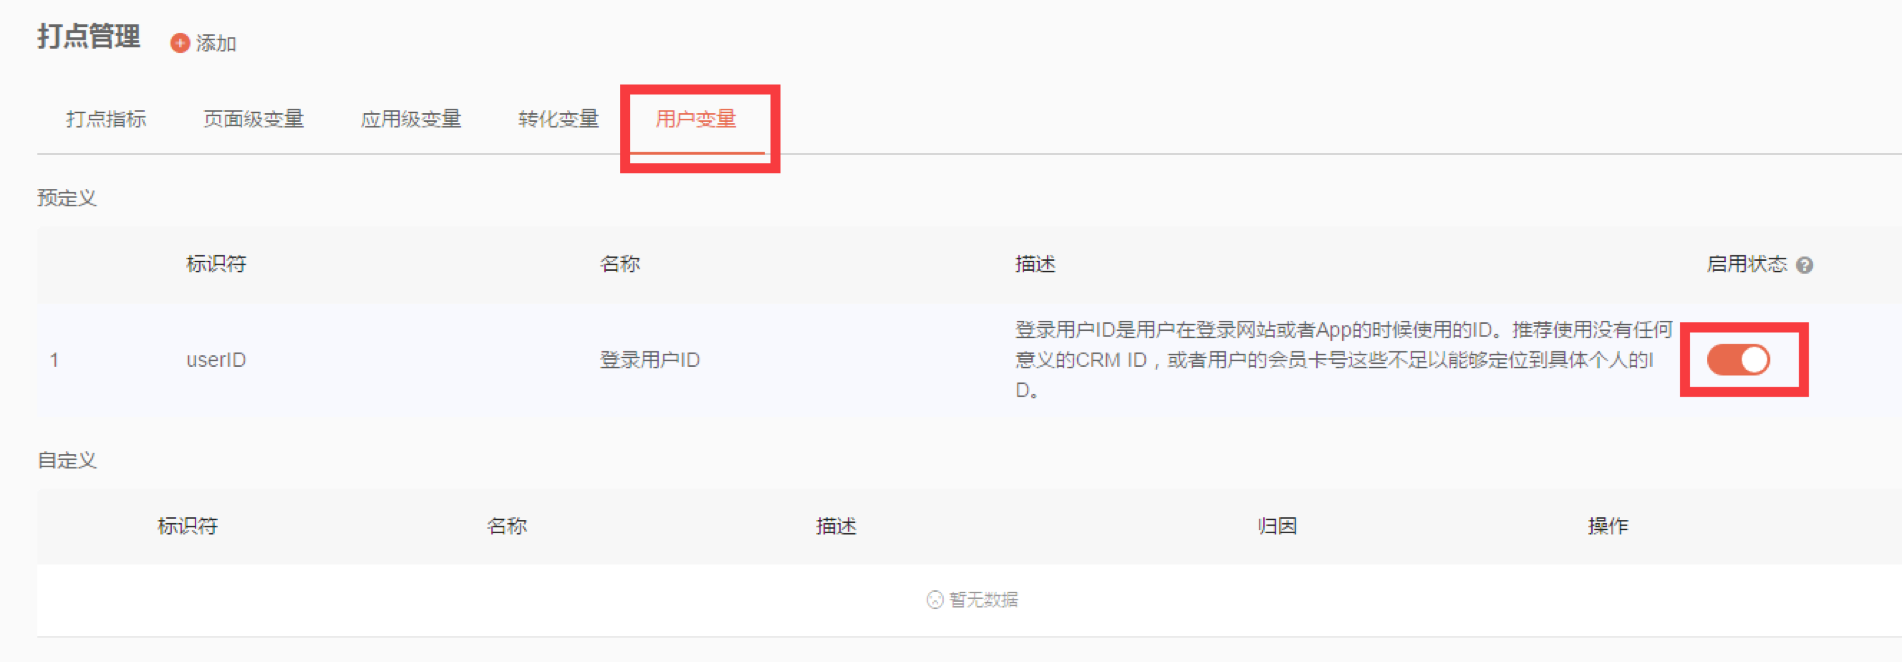 打点管理
添加
打点指标 页面级变量 应用级变量 转化变量 用户变量
预定义
标识符 名称 描述 启用状态 ?
1 userID 登录用户ID 登录用户ID是用户在登录网站或者App的时候使用的ID。推荐使用没有任何
意义的CRM ID，或者用户的会员卡号这些不足以能够定位到具体个人的I
D。
自定义
标识符 名称 描述 归因 操作
暂无数据